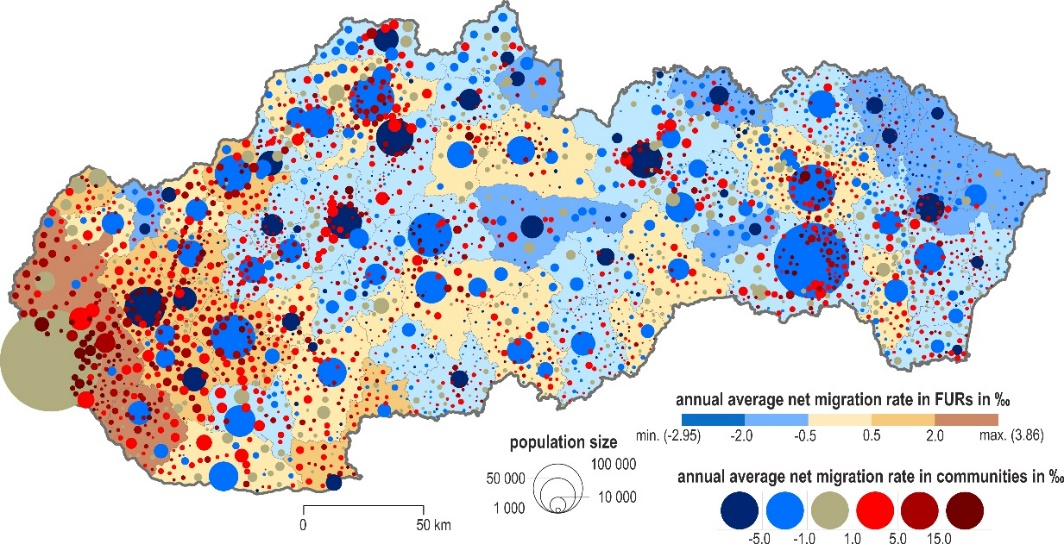 annual average net migration rate in FURs in ‰
min. (-2.95) -2.0 -0.5 0.5 2.0 max. (3.86)
population size
50 000 100 000
1 000 10 000
annual average net migration rate in communities in ‰
-5.0 -1.0 1.0 5.0 15.0
0 50 km